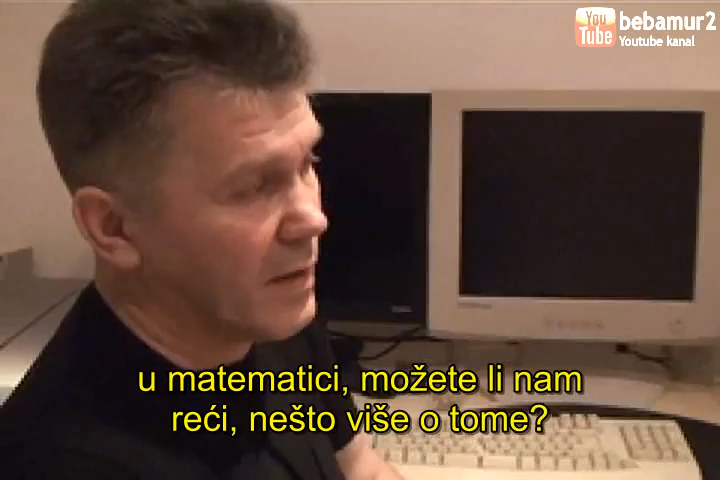 You
Tube
bebamur2
Youtube kanal
u matematici, možete li nam
reći, nešto više o tome?